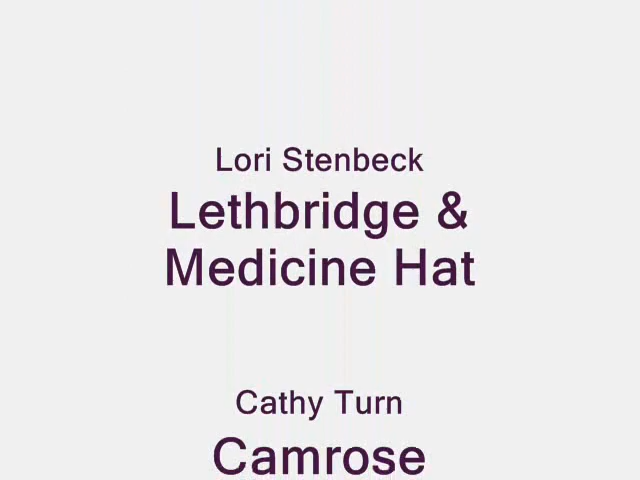 Lori Stenbeck
Lethbridge &
Medicine Hat
Cathy Turn
Camrose